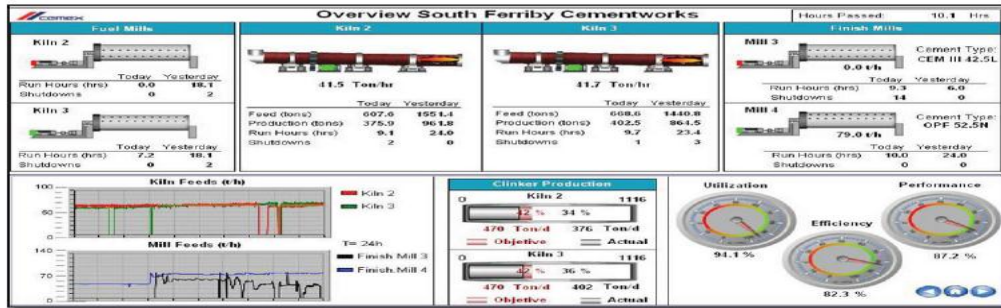 cemex
Overview South Ferriby Cementworks
Hours Passed: 10.1 Hrs
Fuel Mills
Kiln 2
Today Yesterday
Run Hours (hrs) 0.0 18.1
Shutdowns 0 2
Kiln 3
Today Yesterday
Run Hours (hrs) 7.2 18.1
Shutdowns 0 2
Kiln 2
41.5 Ton/hr
Today Yesterday
Feed (tons) 607.6 1551.4
Production (tons) 375.9 961.8
Run Hours (hrs) 9.1 24.0
Shutdowns 2 0
Kiln 3
41.7 Ton/hr
Today Yesterday
Feed (tons) 668.6 1440.8
Production (tons) 402.5 864.5
Run Hours (hrs) 9.7 23.4
Shutdowns 1 3
Finish Mills
Mill 3
Cement Type:
CEM III 42.5L
0.0 t/h
Today Yesterday
Run Hours (hrs) 9.3 6.0
Shutdowns 14 0
Mill 4
Cement Type:
OPF 52.5N
79.0 t/h
Today Yesterday
Run Hours (hrs) 10.0 24.0
Shutdowns 0 0
Kiln Feeds (t/h)
100
50
0
Kiln 2
Kiln 3
Mill Feeds (t/h)
T= 24h
140
70
0
Finish Mill 3
Finish Mill 4
Clinker Production
Kiln 2
0 1116
42 % 34 %
470 Ton/d 376 Ton/d
Objetive Actual
Kiln 3
0 1116
42 % 36 %
470 Ton/d 402 Ton/d
Objetive Actual
Utilization
94.1 %
Efficiency
82.3 %
Performance
87.2 %